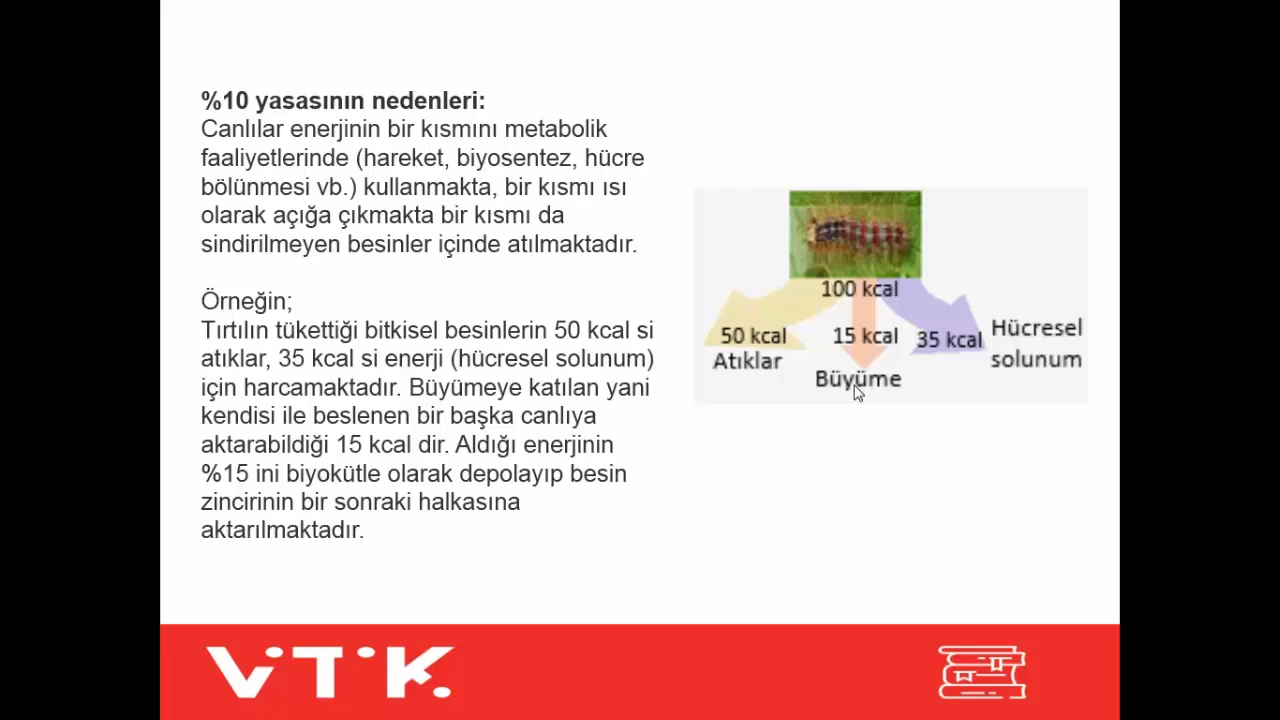 %10 yasasının nedenleri:
Canlılar enerjinin bir kısmını metabolik
faaliyetlerinde (hareket, biyosentez, hücre
bölünmesi vb.) kullanmakta, bir kısmı ısı
olarak açığa çıkmakta bir kısmı da
sindirilmeyen besinler içinde atılmaktadır.
Örneğin;
Tırtılın tükettiği bitkisel besinlerin 50 kcal si
atıklar, 35 kcal si enerji (hücresel solunum)
için harcamaktadır. Büyümeye katılan yani
kendisi ile beslenen bir başka canlıya
aktarabildiği 15 kcal dir. Aldığı enerjinin
%15 ini biyokütle olarak depolayıp besin
zincirinin bir sonraki halkasına
aktarılmaktadır.
100 kcal
50 kcal
Atıklar
15 kcal
Büyüme
35 kcal
Hücresel
solunum
VİTİK.